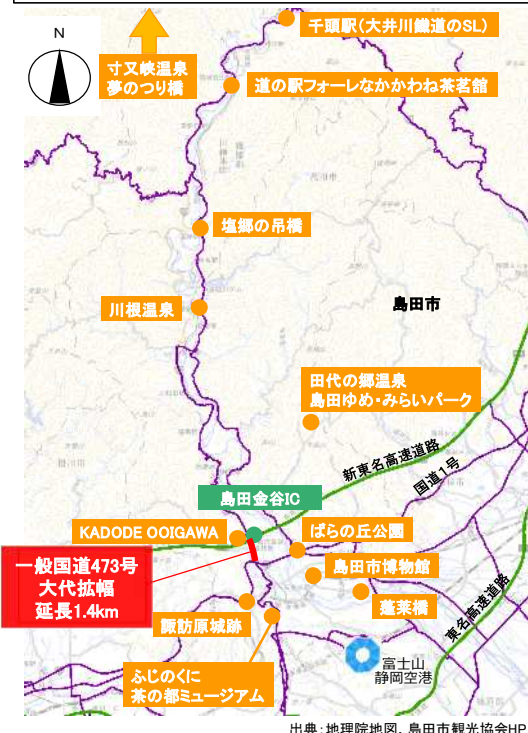 N
千頭駅(大井川鐵道のSL)
寸又峡温泉
夢のつり橋
道の駅フォーレなかかわね茶茗館
塩郷の吊橋
川根温泉
島田市
田代の郷温泉
島田ゆめ・みらいパーク
新東名高速道路
国道1号
島田金谷IC
KADODE OOIGAWA
ばらの丘公園
一般国道473号
大代拡幅
延長1.4km
島田市博物館
蓬莱橋
東名高速道路
諏訪原城跡
富士山
静岡空港
ふじのくに
茶の都ミュージアム
出典:地理院地図、島田市観光協会HP